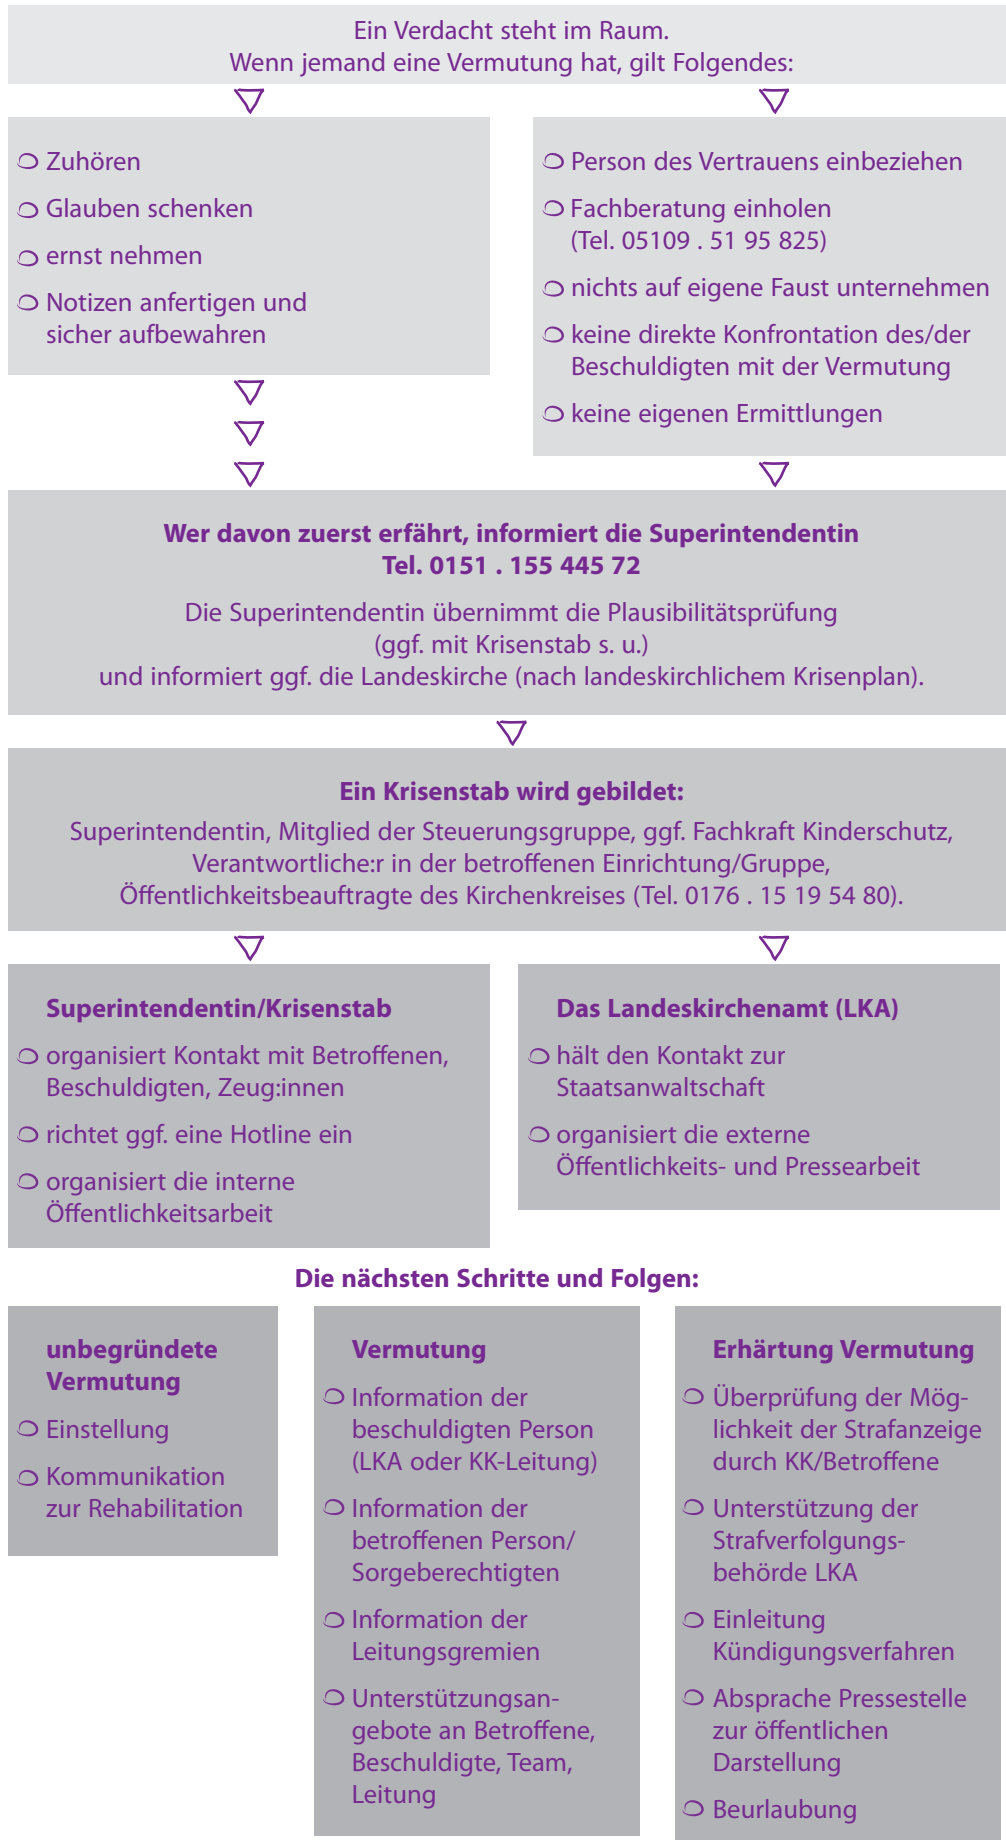 Ein Verdacht steht im Raum.
Wenn jemand eine Vermutung hat, gilt Folgendes:
Zuhören
Glauben schenken
ernst nehmen
Notizen anfertigen und
sicher aufbewahren
Person des Vertrauens einbeziehen
Fachberatung einholen
(Tel. 05109 . 51 95 825)
nichts auf eigene Faust unternehmen
keine direkte Konfrontation des/der
Beschuldigten mit der Vermutung
keine eigenen Ermittlungen
Wer davon zuerst erfährt, informiert die Superintendentin
Tel. 0151 . 155 445 72
Die Superintendentin übernimmt die Plausibilitätsprüfung
(ggf. mit Krisenstab s. u.)
und informiert ggf. die Landeskirche (nach landeskirchlichem Krisenplan).
Ein Krisenstab wird gebildet:
Superintendentin, Mitglied der Steuerungsgruppe, ggf. Fachkraft Kinderschutz,
Verantwortliche:r in der betroffenen Einrichtung/Gruppe,
Öffentlichkeitsbeauftragte des Kirchenkreises (Tel. 0176 . 15 19 54 80).
Superintendentin/Krisenstab
organisiert Kontakt mit Betroffenen,
Beschuldigten, Zeug:innen
richtet ggf. eine Hotline ein
organisiert die interne
Öffentlichkeitsarbeit
Das Landeskirchenamt (LKA)
hält den Kontakt zur
Staatsanwaltschaft
organisiert die externe
Öffentlichkeits- und Pressearbeit
Die nächsten Schritte und Folgen:
unbegründete
Vermutung
Einstellung
Kommunikation
zur Rehabilitation
Vermutung
Information der
beschuldigten Person
(LKA oder KK-Leitung)
Information der
betroffenen Person/
Sorgeberechtigten
Information der
Leitungsgremien
Unterstützungsan-
gebote an Betroffene,
Beschuldigte, Team,
Leitung
Erhärtung Vermutung
Überprüfung der Mög-
lichkeit der Strafanzeige
durch KK/Betroffene
Unterstützung der
Strafverfolgungs-
behörde LKA
Einleitung
Kündigungsverfahren
Absprache Pressestelle
zur öffentlichen
Darstellung
Beurlaubung